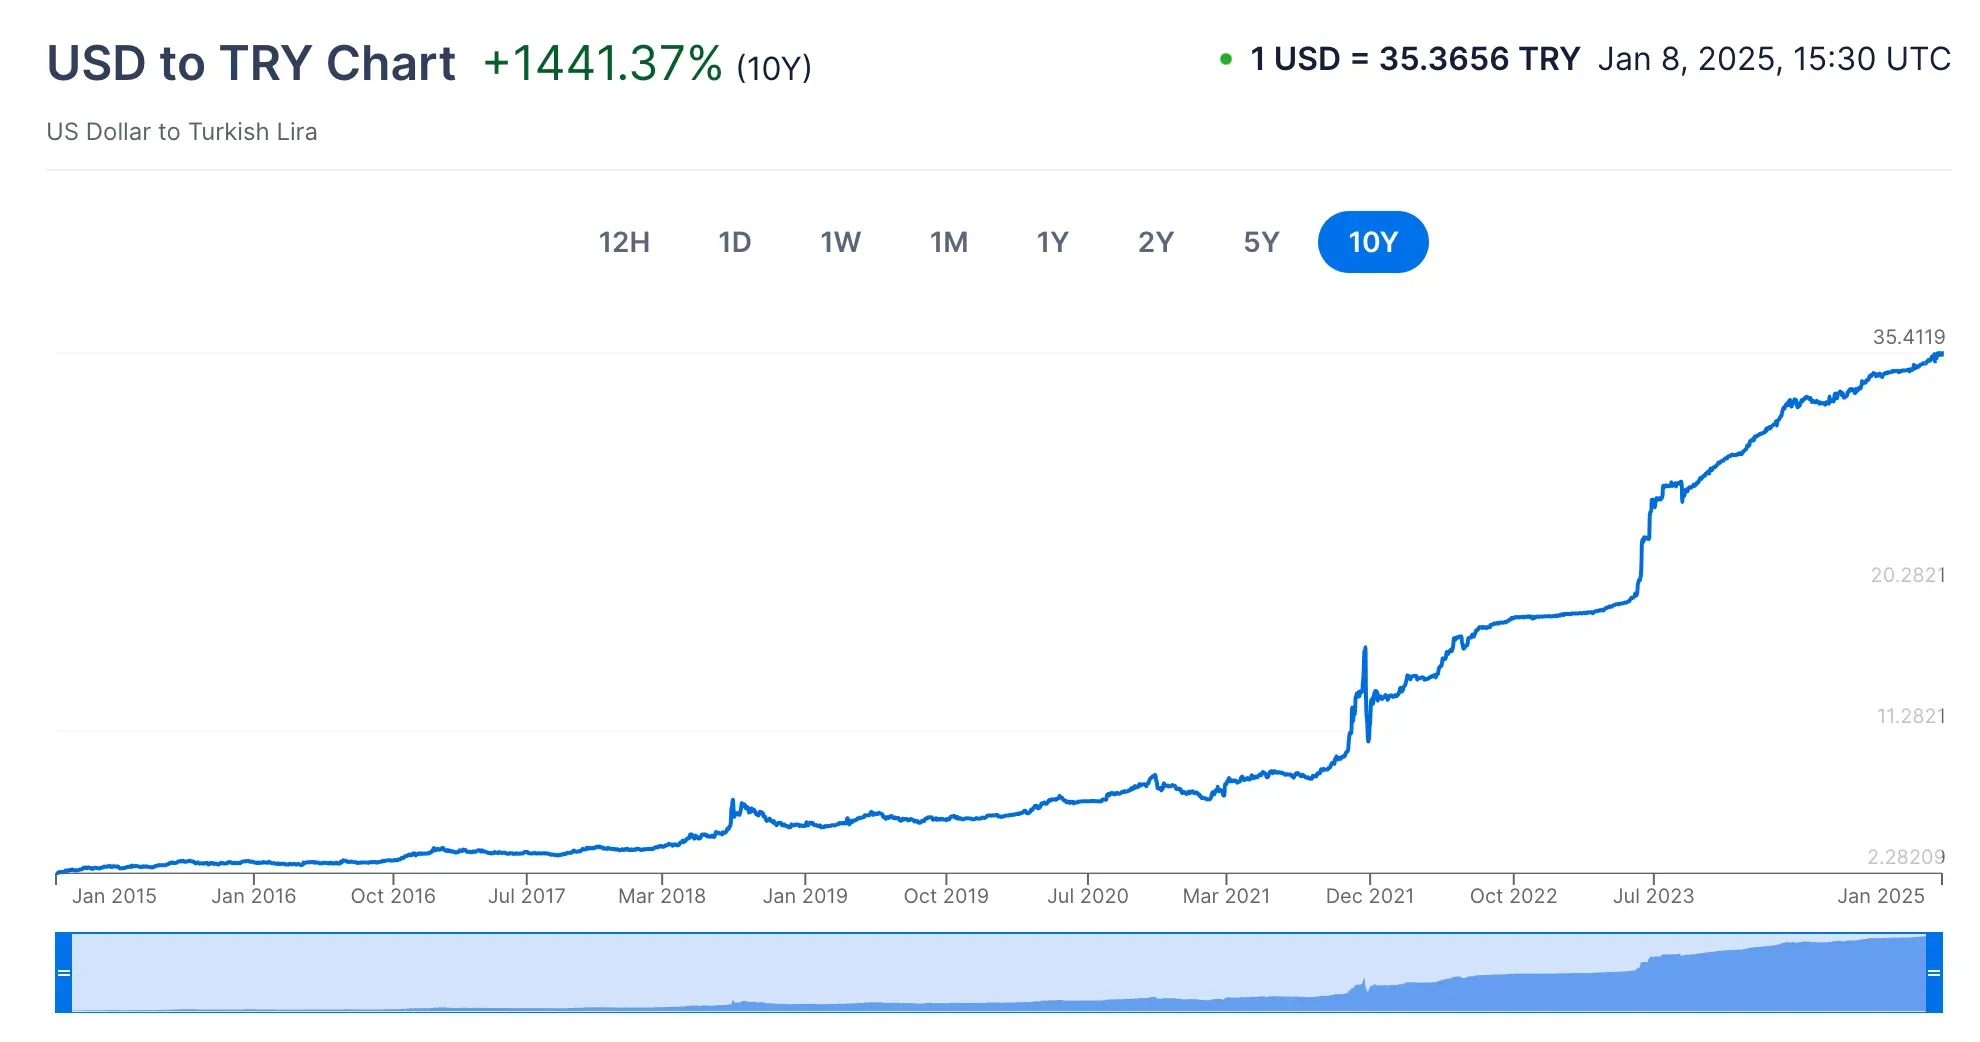 USD to TRY Chart +1441.37% (10Y)
1 USD = 35.3656 TRY Jan 8, 2025, 15:30 UTC
US Dollar to Turkish Lira
12H 1D 1W 1M 1Y 2Y 5Y 10Y
35.4119
20.2821
11.2821
2.28209
Jan 2015 Jan 2016 Oct 2016 Jul 2017 Mar 2018 Jan 2019 Oct 2019 Jul 2020 Mar 2021 Dec 2021 Oct 2022 Jul 2023 Jan 2025